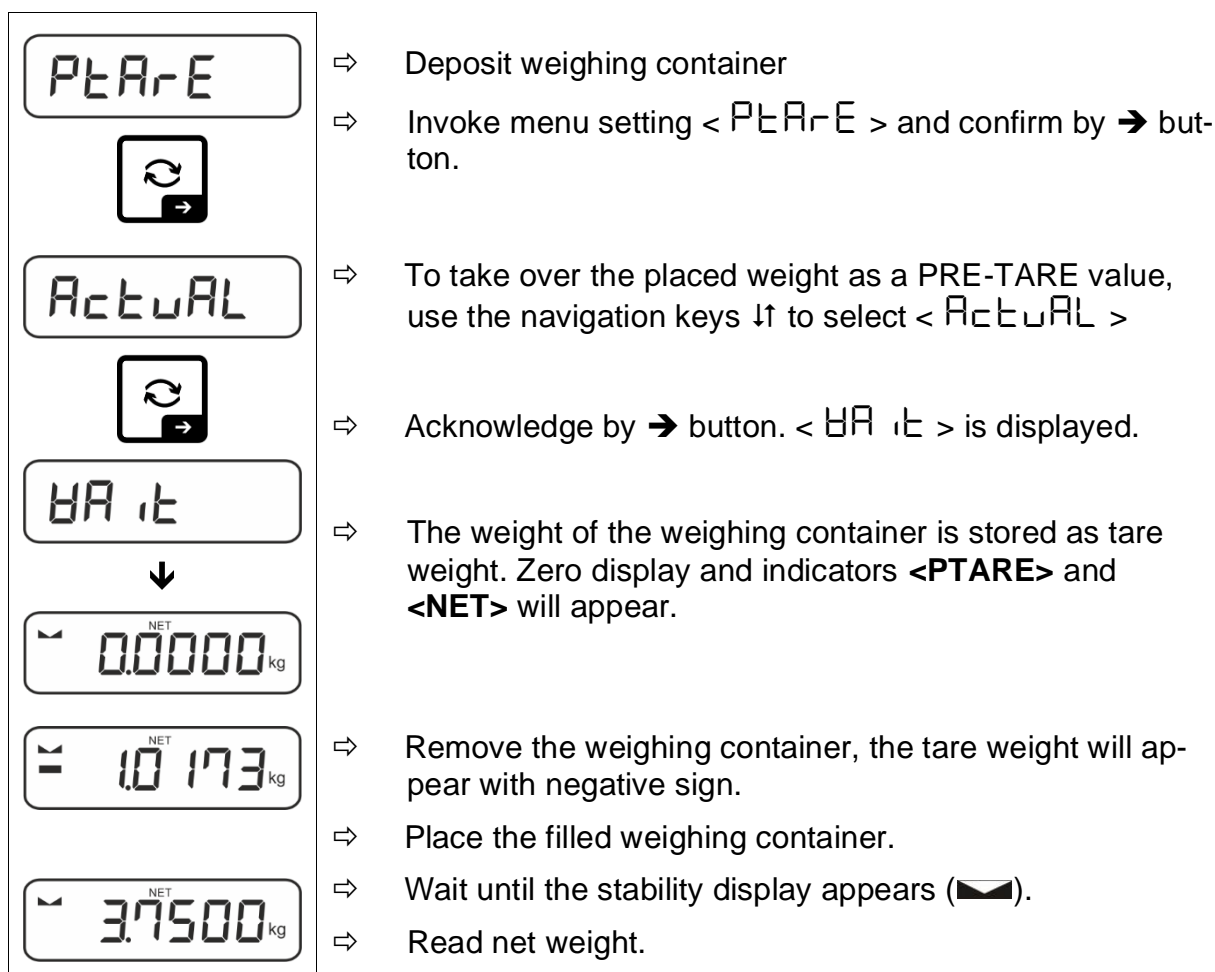 PtArE
⇨ Deposit weighing container
⇨ Invoke menu setting < PtArE > and confirm by ➔ but-
ton.
➔
ActuAL
⇨ To take over the placed weight as a PRE-TARE value,
use the navigation keys ↓↑ to select < ActuAL >
➔
⇨ Acknowledge by ➔ button. < WAit > is displayed.
WAit
⇨ The weight of the weighing container is stored as tare
weight. Zero display and indicators <PTARE> and
<NET> will appear.
NET
0.0000 kg
NET
1.0173 kg
⇨ Remove the weighing container, the tare weight will ap-
pear with negative sign.
⇨ Place the filled weighing container.
NET
3.7500 kg
⇨ Wait until the stability display appears ().
⇨ Read net weight.